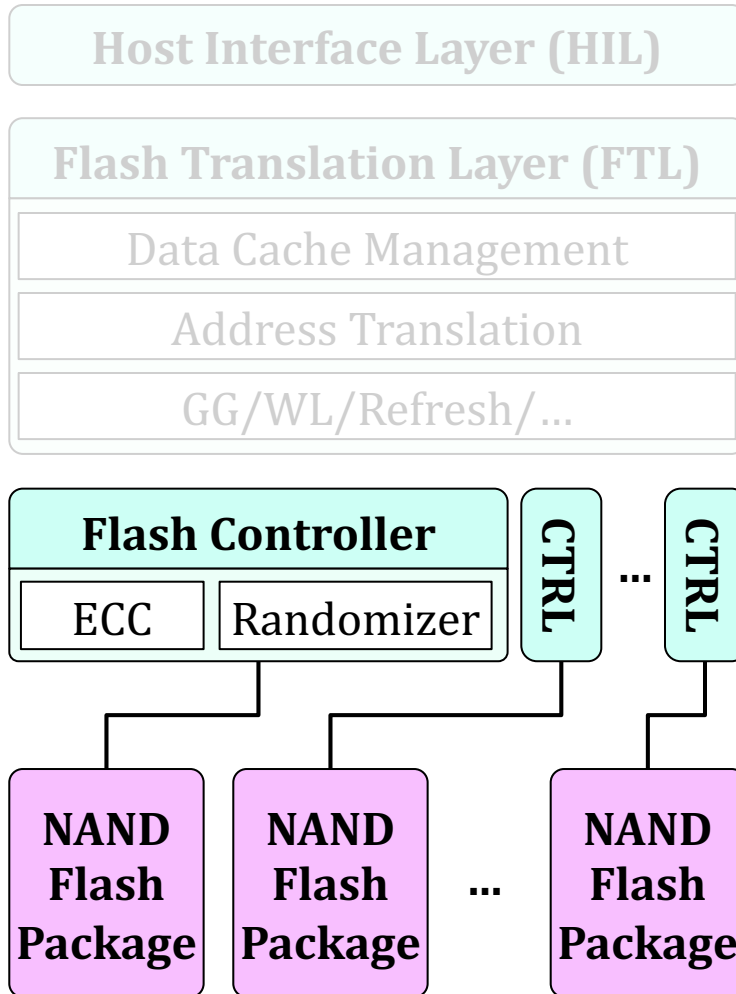 Host Interface Layer (HIL)
Flash Translation Layer (FTL)
Data Cache Management
Address Translation
GG/WL/Refresh/...
Flash Controller
ECC
Randomizer
CTRL
...
CTRL
NAND
Flash
Package
NAND
Flash
Package
...
NAND
Flash
Package